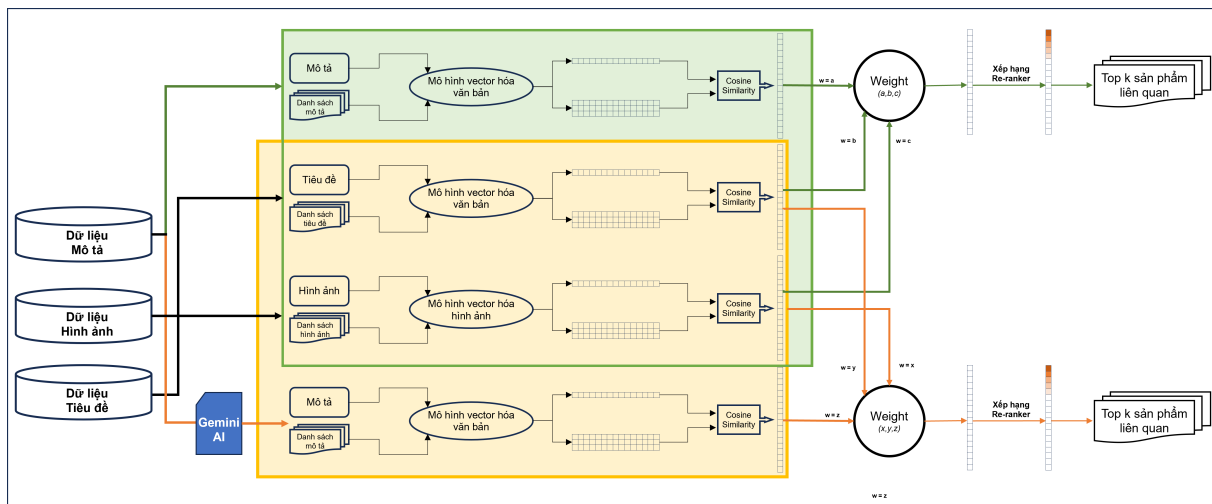 Mô tả
Danh sách
mô tả
Mô hình vector hóa
văn bản
Cosine
Similarity
w = a
Weight
(a,b,c)
Xếp hạng
Re-ranker
Top k sản phẩm
liên quan
w = b
w = c
Tiêu đề
Danh sách
tiêu đề
Mô hình vector hóa
văn bản
Cosine
Similarity
Dữ liệu
Mô tả
Hình ảnh
Danh sách
hình ảnh
Mô hình vector hóa
hình ảnh
Cosine
Similarity
Dữ liệu
Hình ảnh
w = y
w = x
Dữ liệu
Tiêu đề
Gemini
AI
Mô tả
Danh sách
mô tả
Mô hình vector hóa
văn bản
Cosine
Similarity
w = z
Weight
(x,y,z)
Xếp hạng
Re-ranker
Top k sản phẩm
liên quan
w = z